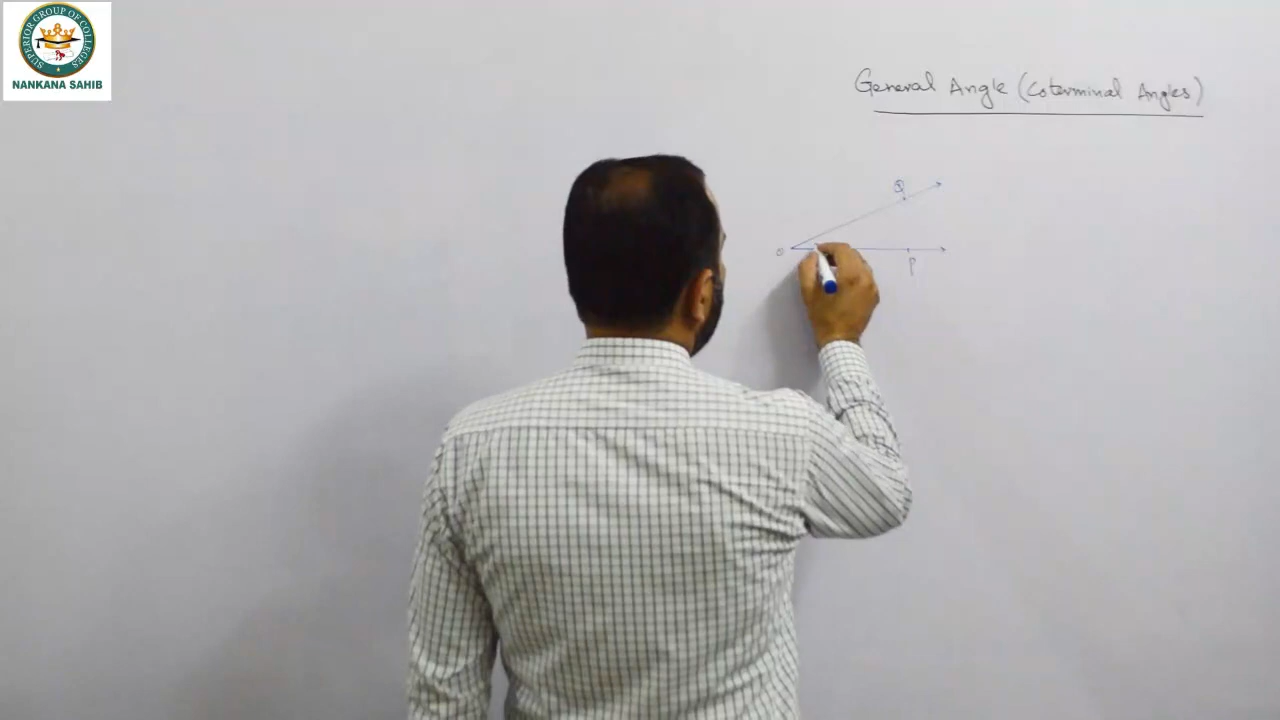 SUPERIOR GROUP OF COLLEGES
NANKANA SAHIB
General Angle (Coterminal Angles)
Q
O
P